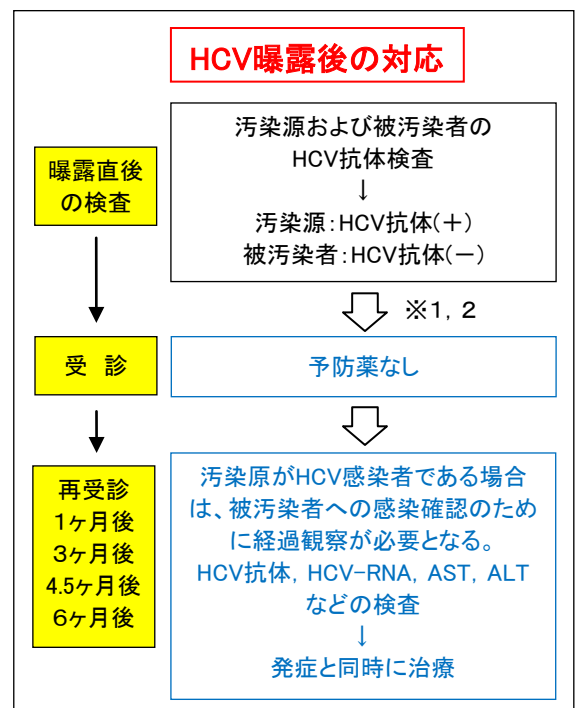 HCV曝露後の対応
曝露直後
の検査
汚染源および被汚染者の
HCV抗体検査
↓
汚染源:HCV抗体(+)
被汚染者:HCV抗体(-)
※1, 2
受 診
予防薬なし
再受診
1ヶ月後
3ヶ月後
4.5ヶ月後
6ヶ月後
汚染原がHCV感染者である場合
は、被汚染者への感染確認のため
に経過観察が必要となる。
HCV抗体, HCV-RNA, AST, ALT
などの検査
↓
発症と同時に治療